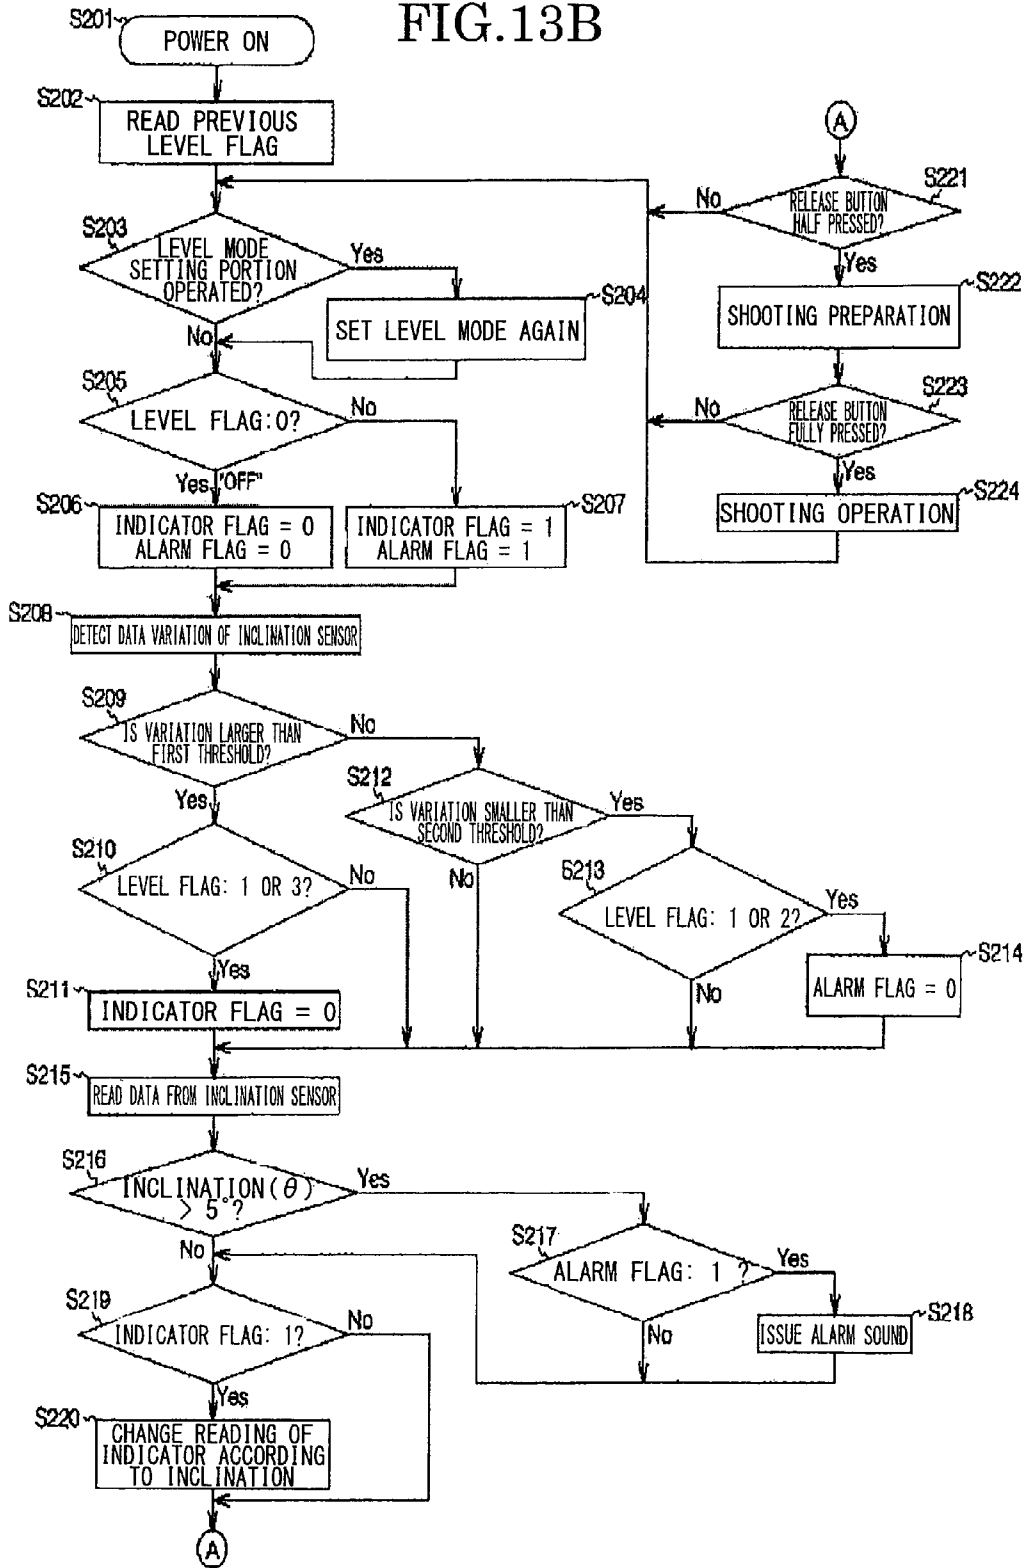 FIG.13B
S201
POWER ON
S202
READ PREVIOUS
LEVEL FLAG
S203
LEVEL MODE
SETTING PORTION
OPERATED?
Yes
No
S204
SET LEVEL MODE AGAIN
S205
LEVEL FLAG:0?
No
Yes "OFF"
S206
INDICATOR FLAG = 0
ALARM FLAG = 0
S207
INDICATOR FLAG = 1
ALARM FLAG = 1
S208
DETECT DATA VARIATION OF INCLINATION SENSOR
S209
IS VARIATION LARGER THAN
FIRST THRESHOLD?
No
Yes
S210
LEVEL FLAG: 1 OR 3?
No
Yes
S211
INDICATOR FLAG = 0
S212
IS VARIATION SMALLER THAN
SECOND THRESHOLD?
Yes
No
S213
LEVEL FLAG: 1 OR 2?
Yes
No
S214
ALARM FLAG = 0
S215
READ DATA FROM INCLINATION SENSOR
S216
INCLINATION(θ)
> 5°?
Yes
No
S217
ALARM FLAG: 1 ?
Yes
No
S218
ISSUE ALARM SOUND
S219
INDICATOR FLAG: 1?
No
Yes
S220
CHANGE READING OF
INDICATOR ACCORDING
TO INCLINATION
A
A
S221
RELEASE BUTTON
HALF PRESSED?
No
Yes
S222
SHOOTING PREPARATION
S223
RELEASE BUTTON
FULLY PRESSED?
No
Yes
S224
SHOOTING OPERATION